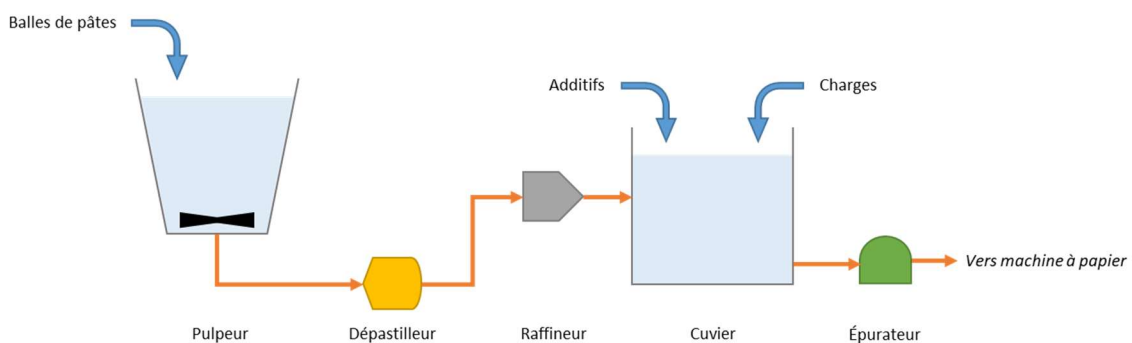 Balles de pâtes
Additifs
Charges
Vers machine à papier
Pulpeur
Dépastilleur
Raffineur
Cuvier
Épurateur